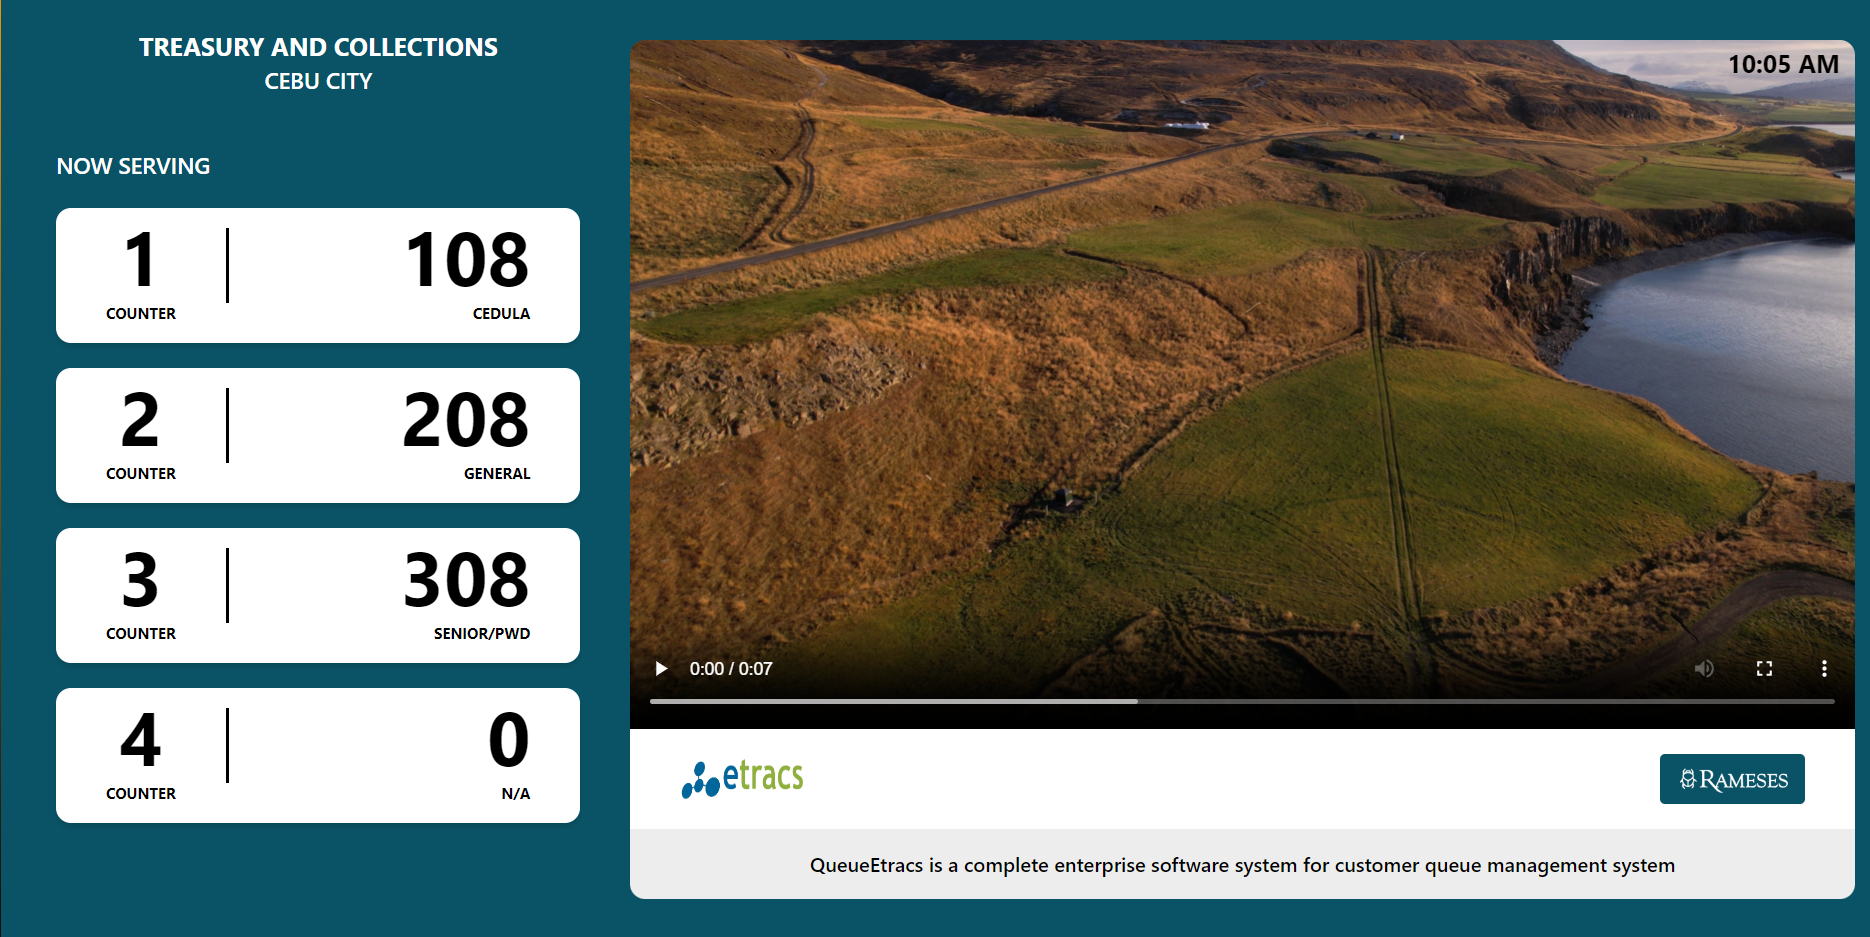 TREASURY AND COLLECTIONS
CEBU CITY
NOW SERVING
1 108
COUNTER CEDULA
2 208
COUNTER GENERAL
3 308
COUNTER SENIOR/PWD
4 0
COUNTER N/A
10:05 AM
0:00 / 0:07
etracs
RAMESES
QueueEtracs is a complete enterprise software system for customer queue management system